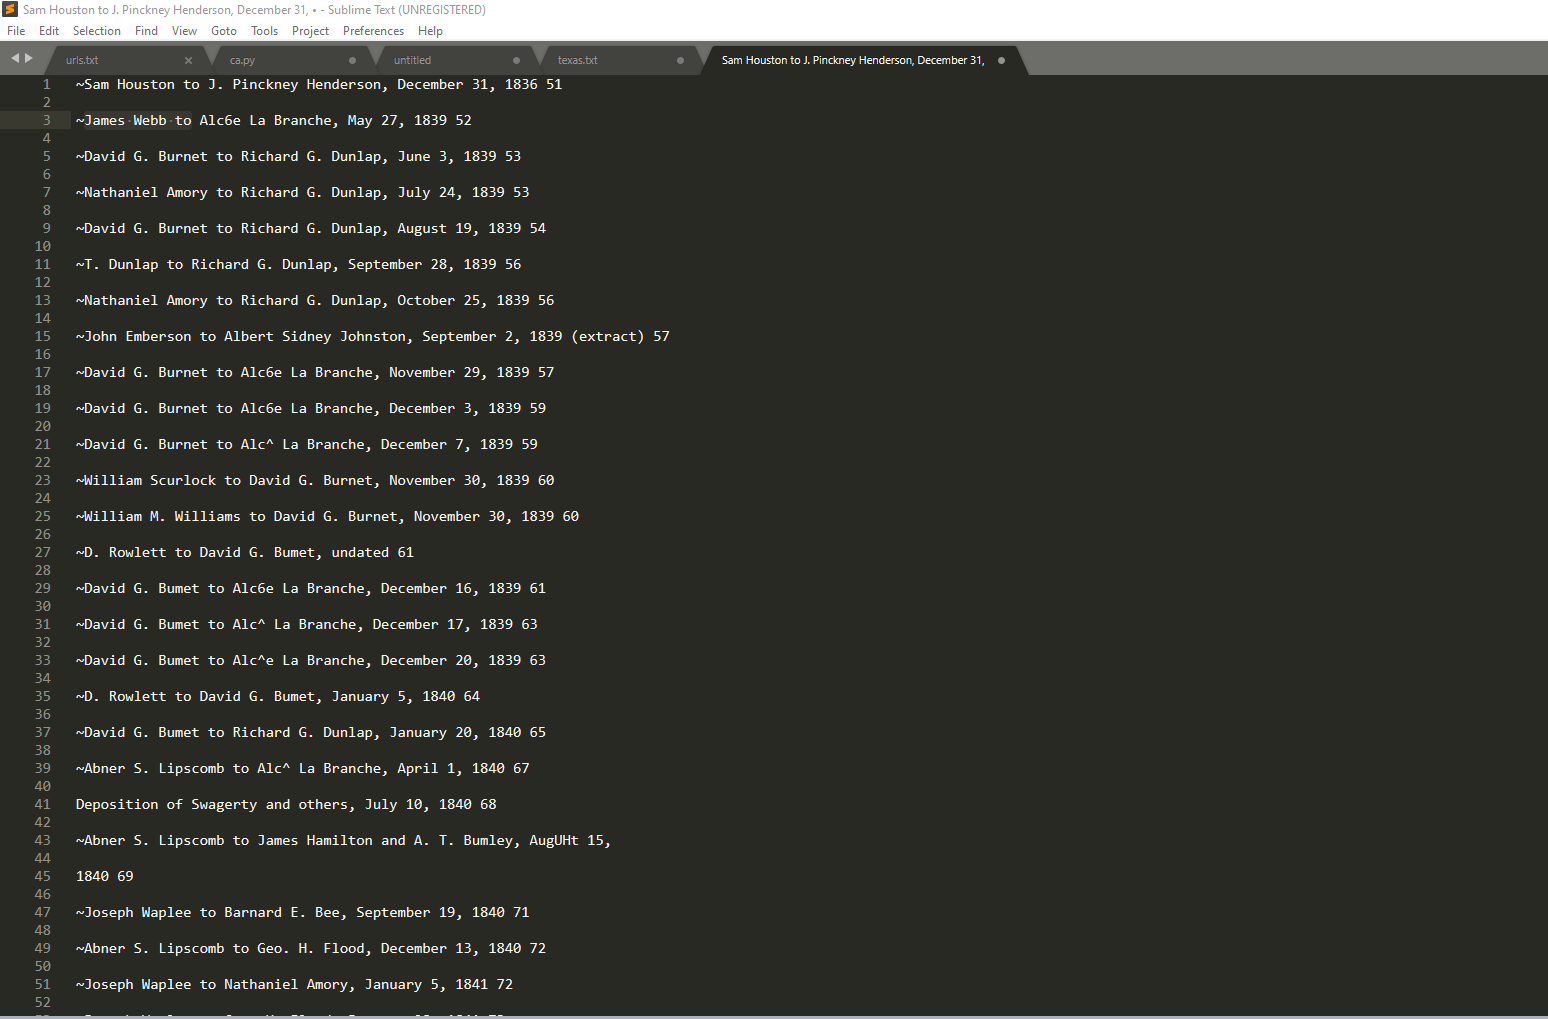 Sam Houston to J. Pinckney Henderson, December 31, • - Sublime Text (UNREGISTERED)
File Edit Selection Find View Goto Tools Project Preferences Help
urls.txt ca.py untitled texas.txt Sam Houston to J. Pinckney Henderson, December 31,
1 ~Sam Houston to J. Pinckney Henderson, December 31, 1836 51
2
3 ~James Webb to Alc6e La Branche, May 27, 1839 52
4
5 ~David G. Burnet to Richard G. Dunlap, June 3, 1839 53
6
7 ~Nathaniel Amory to Richard G. Dunlap, July 24, 1839 53
8
9 ~David G. Burnet to Richard G. Dunlap, August 19, 1839 54
10
11 ~T. Dunlap to Richard G. Dunlap, September 28, 1839 56
12
13 ~Nathaniel Amory to Richard G. Dunlap, October 25, 1839 56
14
15 ~John Emberson to Albert Sidney Johnston, September 2, 1839 (extract) 57
16
17 ~David G. Burnet to Alc6e La Branche, November 29, 1839 57
18
19 ~David G. Burnet to Alc6e La Branche, December 3, 1839 59
20
21 ~David G. Burnet to Alc^ La Branche, December 7, 1839 59
22
23 ~William Scurlock to David G. Burnet, November 30, 1839 60
24
25 ~William M. Williams to David G. Burnet, November 30, 1839 60
26
27 ~D. Rowlett to David G. Bumet, undated 61
28
29 ~David G. Bumet to Alc6e La Branche, December 16, 1839 61
30
31 ~David G. Bumet to Alc^ La Branche, December 17, 1839 63
32
33 ~David G. Bumet to Alc^e La Branche, December 20, 1839 63
34
35 ~D. Rowlett to David G. Bumet, January 5, 1840 64
36
37 ~David G. Bumet to Richard G. Dunlap, January 20, 1840 65
38
39 ~Abner S. Lipscomb to Alc^ La Branche, April 1, 1840 67
40
41 Deposition of Swagerty and others, July 10, 1840 68
42
43 ~Abner S. Lipscomb to James Hamilton and A. T. Bumley, AugUHt 15,
44
45 1840 69
46
47 ~Joseph Waplee to Barnard E. Bee, September 19, 1840 71
48
49 ~Abner S. Lipscomb to Geo. H. Flood, December 13, 1840 72
50
51 ~Joseph Waplee to Nathaniel Amory, January 5, 1841 72
52